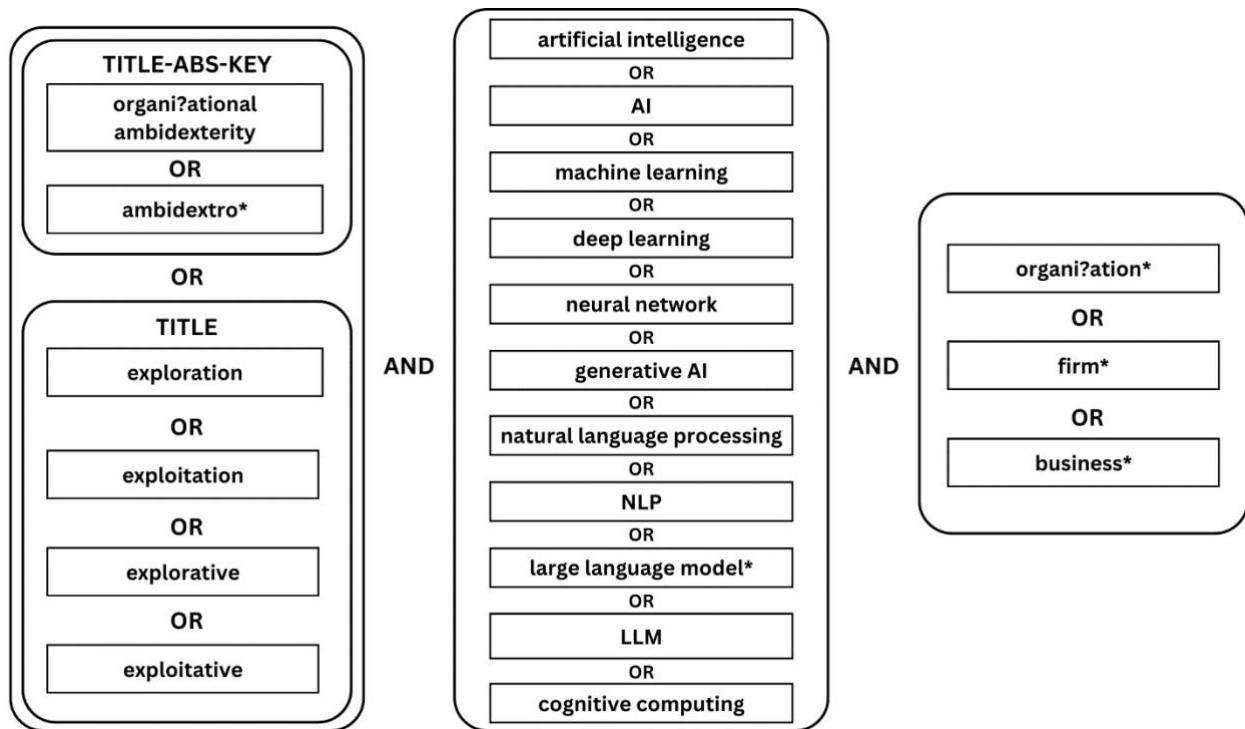 TITLE-ABS-KEY
organi?ational
ambidexterity
OR
ambidextro*
OR
TITLE
exploration
OR
exploitation
OR
explorative
OR
exploitative
AND
artificial intelligence
OR
AI
OR
machine learning
OR
deep learning
OR
neural network
OR
generative AI
OR
natural language processing
OR
NLP
OR
large language model*
OR
LLM
OR
cognitive computing
AND
organi?ation*
OR
firm*
OR
business*